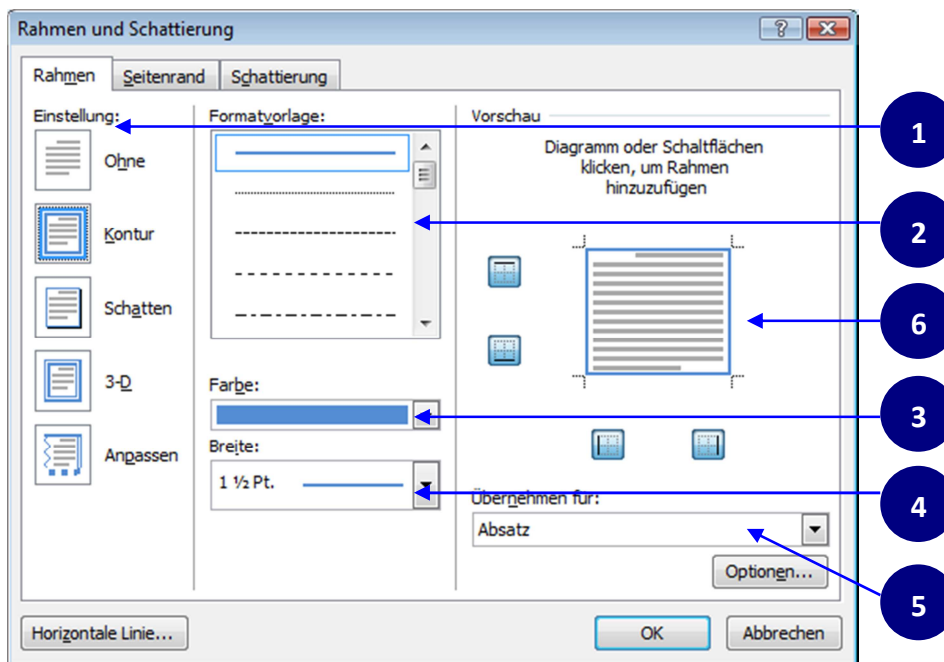 Rahmen und Schattierung
Rahmen Seitenrand Schattierung
Einstellung:
Ohne
Kontur
Schatten
3-D
Anpassen
Formatvorlage:
Farbe:
Breite:
1 ½ Pt.
Vorschau
Diagramm oder Schaltflächen
klicken, um Rahmen
hinzuzufügen
Übernehmen für:
Absatz
Optionen...
Horizontale Linie...
OK
Abbrechen
1
2
6
3
4
5